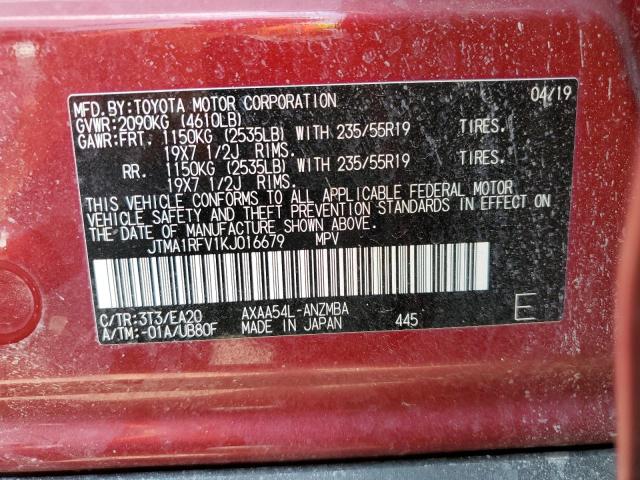 MFD.BY:TOYOTA MOTOR CORPORATION 04/19
GVWR:2090KG (4610LB)
GAWR:FRT. 1150KG (2535LB) WITH 235/55R19 TIRES.
19X7 1/2J RIMS.
RR. 1150KG (2535LB) WITH 235/55R19 TIRES.
19X7 1/2J RIMS.
THIS VEHICLE CONFORMS TO ALL APPLICABLE FEDERAL MOTOR
VEHICLE SAFETY AND THEFT PREVENTION STANDARDS IN EFFECT ON
THE DATE OF MANUFACTURE SHOWN ABOVE.
JTMA1RFV1KJ016679 MPV
C/TR:3T3/EA20 AXAA54L-ANZMBA
A/TM:-01A/UB80F MADE IN JAPAN 445 E